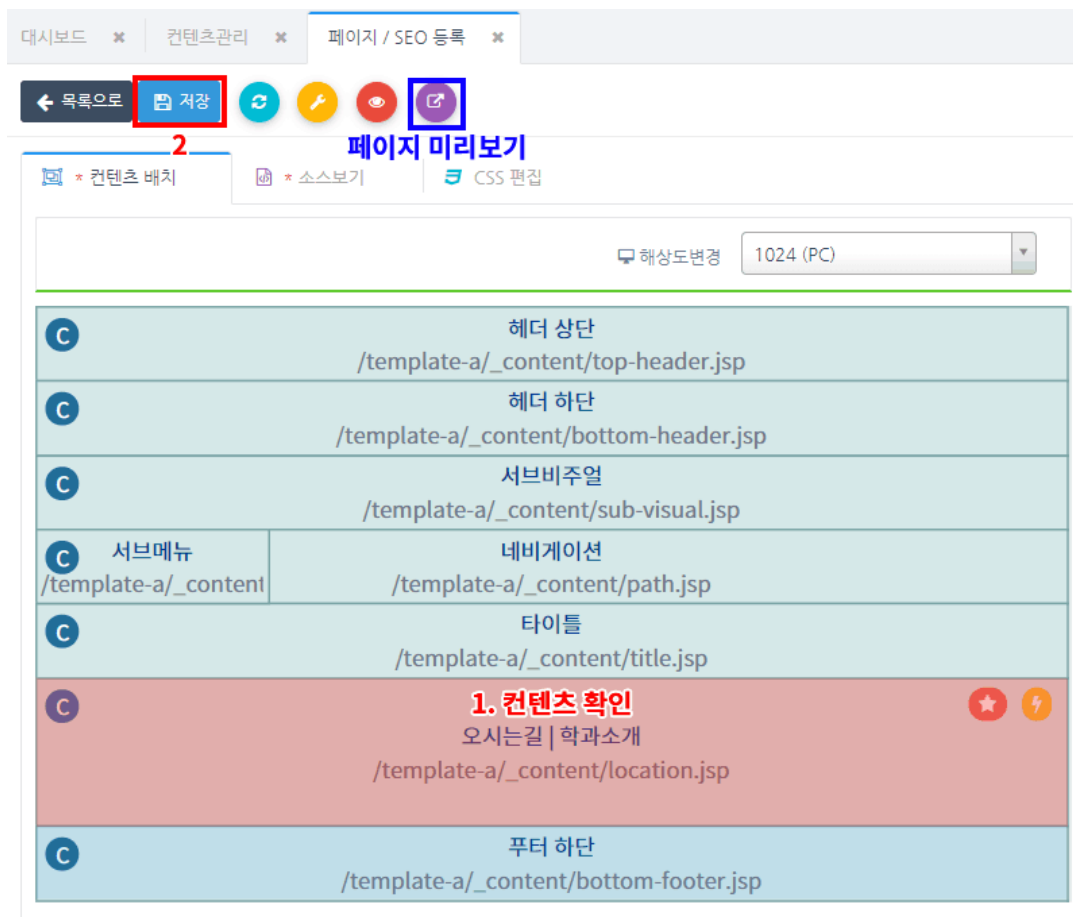 대시보드 ✖ 컨텐츠관리 ✖ 페이지 / SEO 등록 ✖
목록으로 저장
2 페이지 미리보기
* 컨텐츠 배치 * 소스보기 CSS 편집
해상도변경 1024 (PC)
C 헤더 상단
/template-a/_content/top-header.jsp
C 헤더 하단
/template-a/_content/bottom-header.jsp
C 서브비주얼
/template-a/_content/sub-visual.jsp
C 서브메뉴 네비게이션
/template-a/_content /template-a/_content/path.jsp
C 타이틀
/template-a/_content/title.jsp
C 1. 컨텐츠 확인
오시는길 | 학과소개
/template-a/_content/location.jsp
C 푸터 하단
/template-a/_content/bottom-footer.jsp